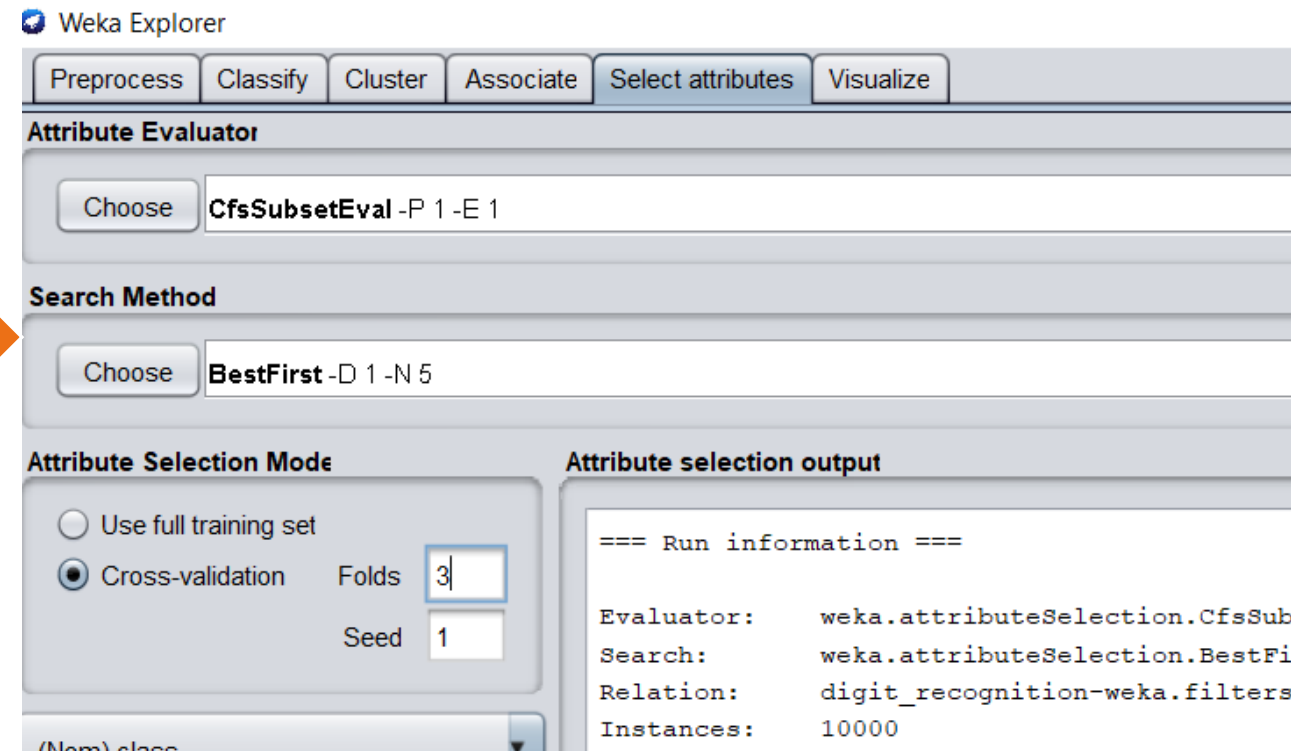 Weka Explorer
Preprocess Classify Cluster Associate Select attributes Visualize
Attribute Evaluator
Choose CfsSubsetEval -P 1 -E 1
Search Method
Choose BestFirst -D 1 -N 5
Attribute Selection Mode
Attribute selection output
Use full training set
Cross-validation Folds 3
Seed 1
=== Run information ===
Evaluator: weka.attributeSelection.CfsSub
Search: weka.attributeSelection.BestFi
Relation: digit_recognition-weka.filters
Instances: 10000
(Nom) class